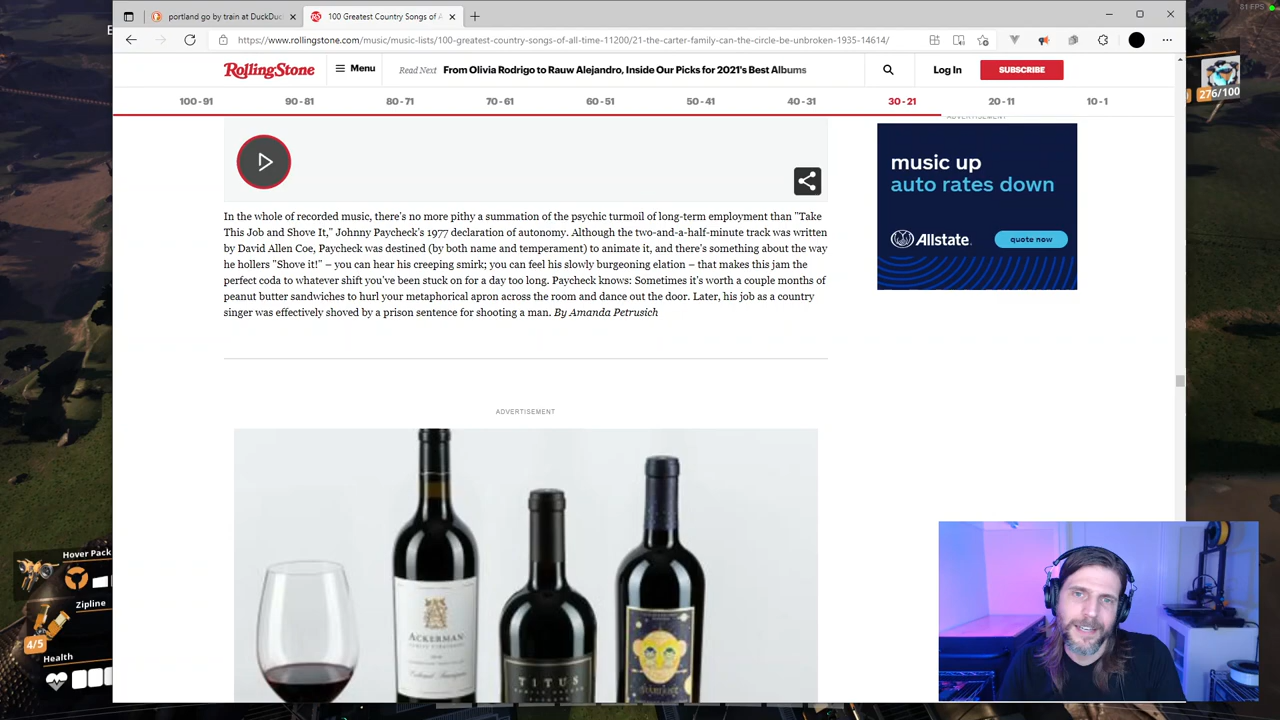 portland go by train at DuckDuc
100 Greatest Country Songs of A
https://www.rollingstone.com/music/music-lists/100-greatest-country-songs-of-all-time-11200/21-the-carter-family-can-the-circle-be-unbroken-1935-14614/
81 FPS
276/100
RollingStone
Menu
Read Next From Olivia Rodrigo to Rauw Alejandro, Inside Our Picks for 2021's Best Albums
Log In
SUBSCRIBE
100 - 91 90 - 81 80 - 71 70 - 61 60 - 51 50 - 41 40 - 31 30 - 21 20 - 11 10 - 1
ADVERTISEMENT
music up
auto rates down
Allstate.
quote now
In the whole of recorded music, there's no more pithy a summation of the psychic turmoil of long-term employment than "Take
This Job and Shove It," Johnny Paycheck's 1977 declaration of autonomy. Although the two-and-a-half-minute track was written
by David Allen Coe, Paycheck was destined (by both name and temperament) to animate it, and there's something about the way
he hollers "Shove it!" – you can hear his creeping smirk; you can feel his slowly burgeoning elation – that makes this jam the
perfect coda to whatever shift you've been stuck on for a day too long. Paycheck knows: Sometimes it's worth a couple months of
peanut butter sandwiches to hurl your metaphorical apron across the room and dance out the door. Later, his job as a country
singer was effectively shoved by a prison sentence for shooting a man. By Amanda Petrusich
ADVERTISEMENT
ACKERMAN
TITUS
Hover Pack
Zipline
4/5
Health